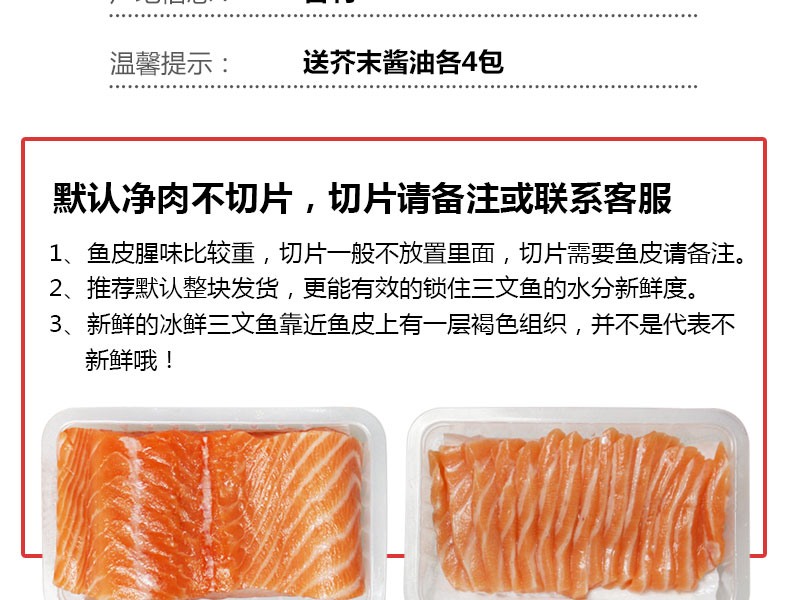 温馨提示： 送芥末酱油各4包
默认净肉不切片，切片请备注或联系客服
1、鱼皮腥味比较重，切片一般不放置里面，切片需要鱼皮请备注。
2、推荐默认整块发货，更能有效的锁住三文鱼的水分新鲜度。
3、新鲜的冰鲜三文鱼靠近鱼皮上有一层褐色组织，并不是代表不
新鲜哦！